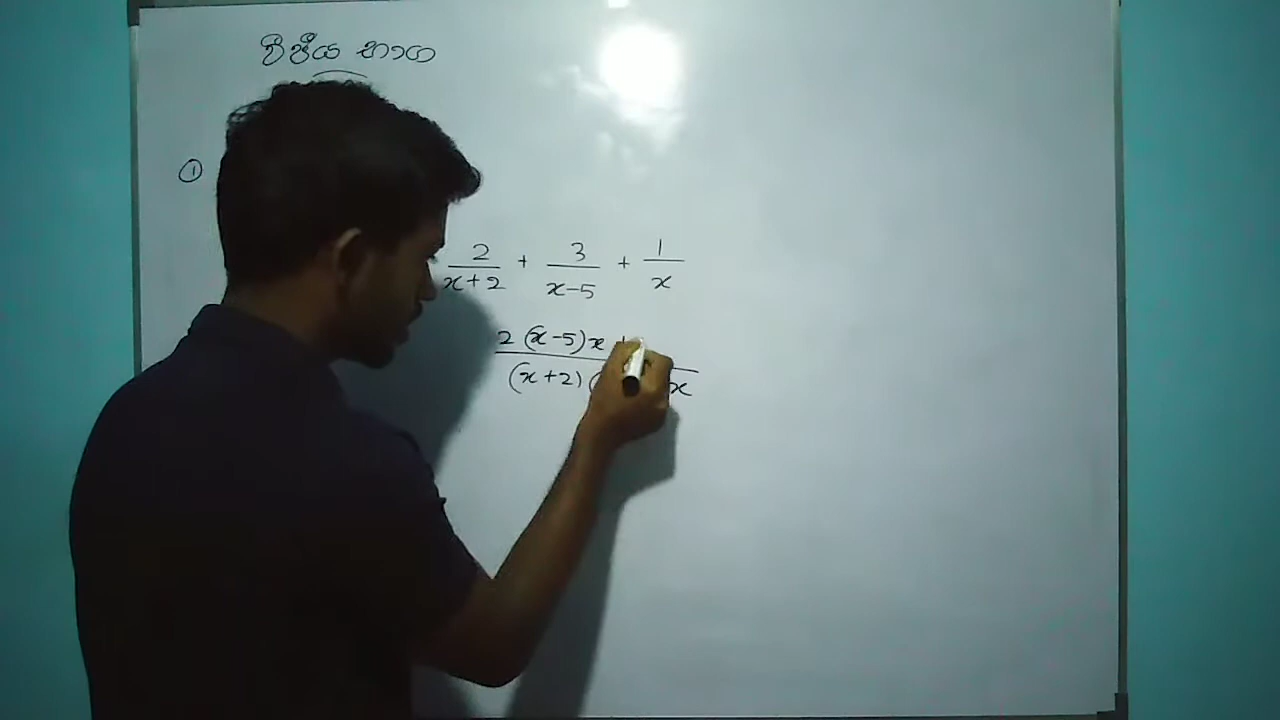 වීජීය භාග
①
2/(x+2) + 3/(x-5) + 1/x
2(x-5)x +
(x+2)( x